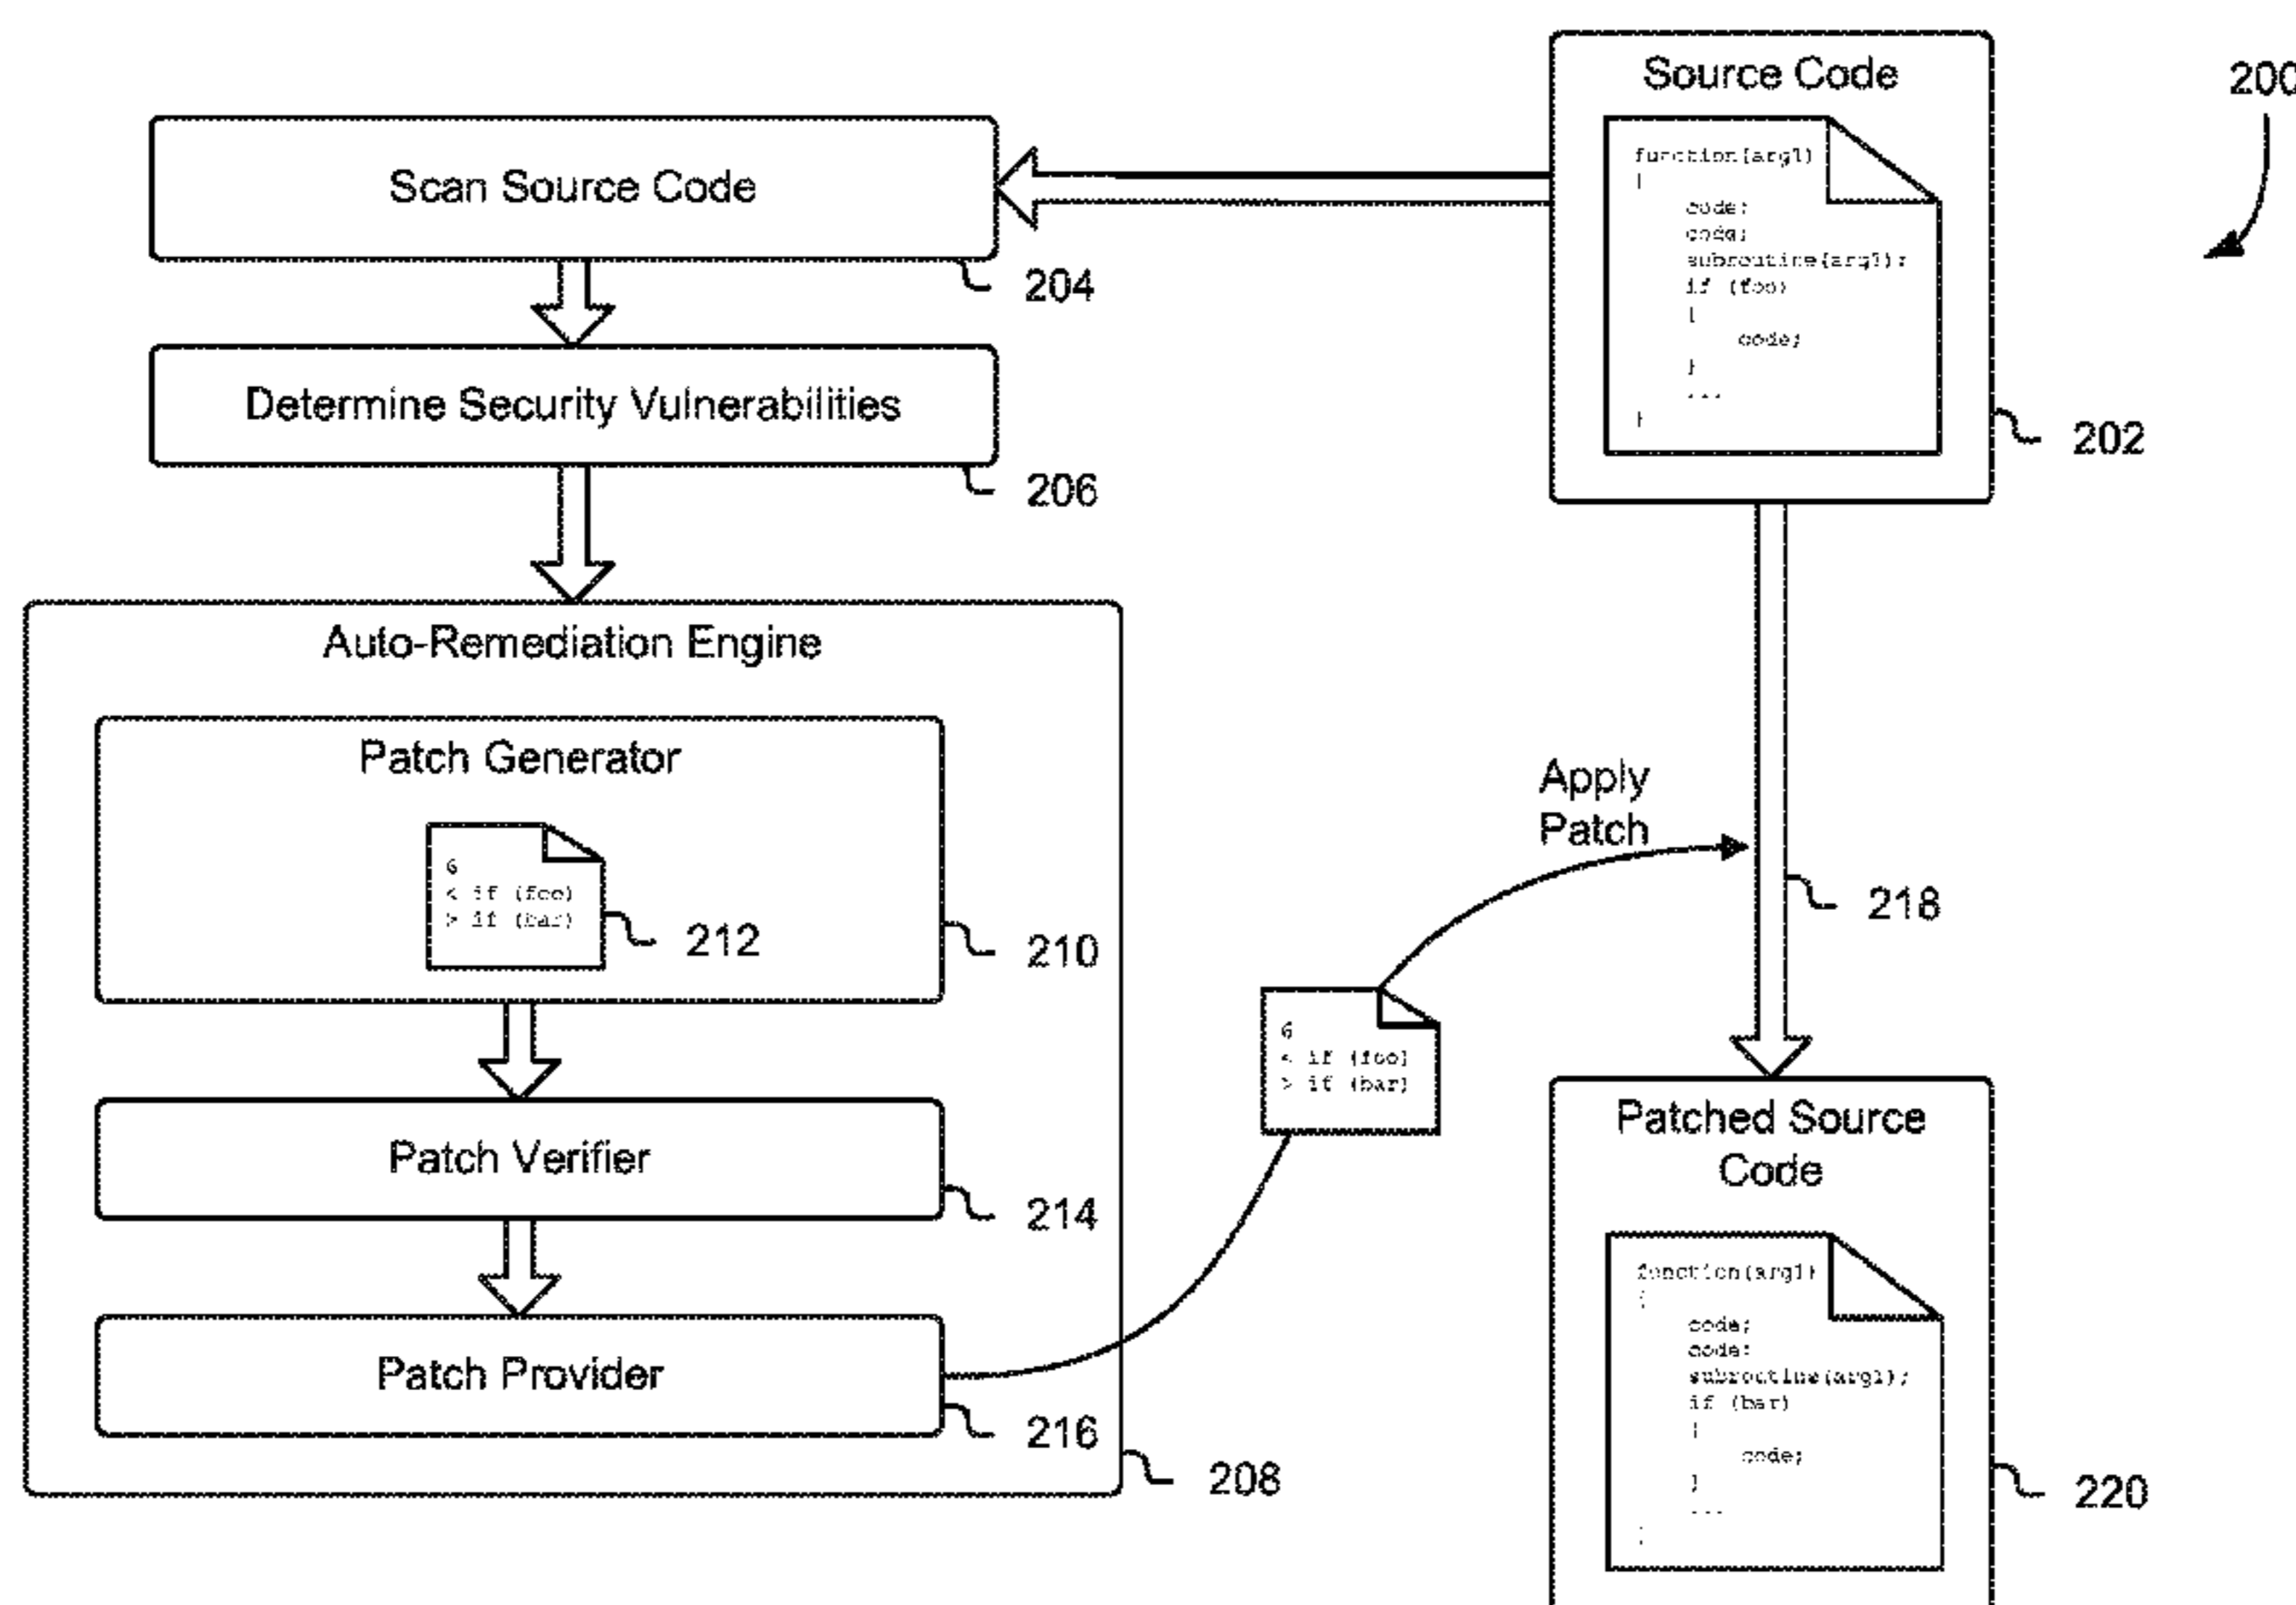 200
Source Code
function(arg1)
{
code;
code;
subroutine(arg1);
if (foo)
{
code;
}
...
}
202
Scan Source Code
204
Determine Security Vulnerabilities
206
Auto-Remediation Engine
Patch Generator
6
< if (foo)
> if (bar)
212
210
Patch Verifier
214
Patch Provider
216
208
6
< if (foo)
> if (bar)
Apply
Patch
218
Patched Source
Code
function(arg1)
{
code;
code;
subroutine(arg1);
if (bar)
{
code;
}
...
}
220